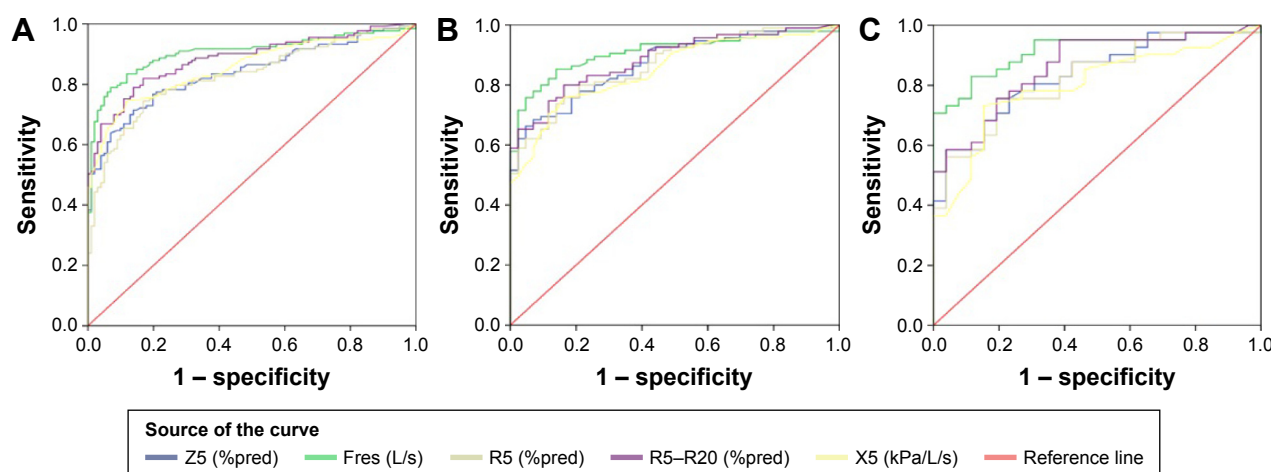 A
B
C
1.0
0.8
0.6
0.4
0.2
0.0
Sensitivity
0.0 0.2 0.4 0.6 0.8 1.0
1 – specificity
1.0
0.8
0.6
0.4
0.2
0.0
Sensitivity
0.0 0.2 0.4 0.6 0.8 1.0
1 – specificity
1.0
0.8
0.6
0.4
0.2
0.0
Sensitivity
0.0 0.2 0.4 0.6 0.8 1.0
1 – specificity
Source of the curve
Z5 (%pred) Fres (L/s) R5 (%pred) R5–R20 (%pred) X5 (kPa/L/s) Reference line